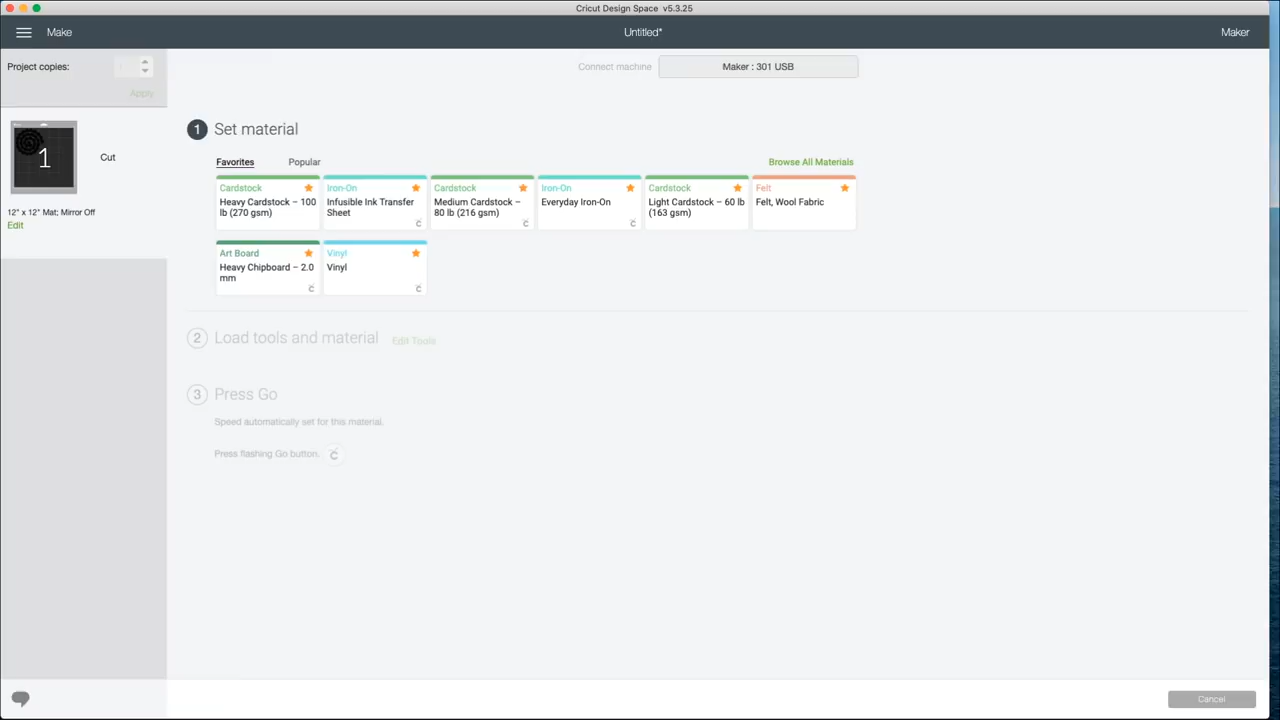 Cricut Design Space v5.3.25
Make
Untitled*
Maker
Project copies:
Apply
Connect machine
Maker : 301 USB
1
Cut
12" x 12" Mat; Mirror Off
Edit
1
Set material
Favorites
Popular
Browse All Materials
Cardstock
Heavy Cardstock – 100
lb (270 gsm)
Iron-On
Infusible Ink Transfer
Sheet
Cardstock
Medium Cardstock –
80 lb (216 gsm)
Iron-On
Everyday Iron-On
Cardstock
Light Cardstock – 60 lb
(163 gsm)
Felt
Felt, Wool Fabric
Art Board
Heavy Chipboard – 2.0
mm
Vinyl
Vinyl
2
Load tools and material
Edit Tools
3
Press Go
Speed automatically set for this material.
Press flashing Go button.
Cancel